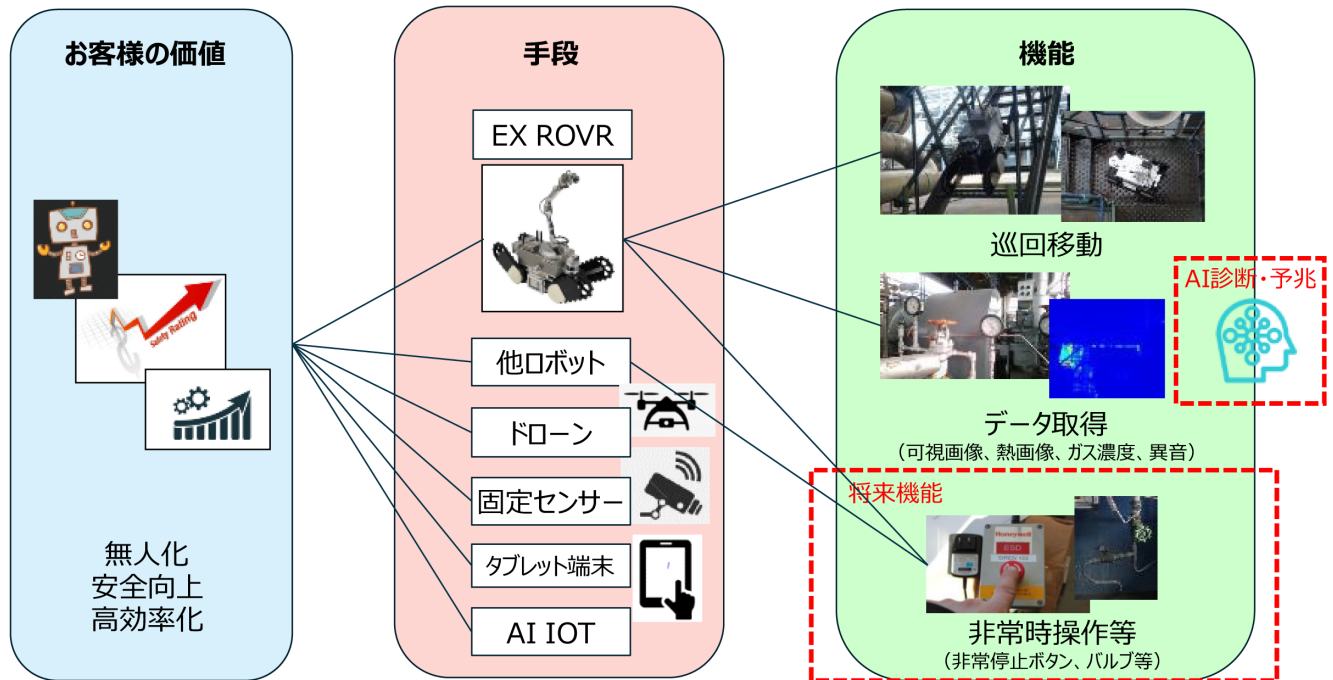 お客様の価値
Safety Rating
無人化
安全向上
高効率化
手段
EX ROVR
他ロボット
ドローン
固定センサー
タブレット端末
AI IOT
機能
巡回移動
AI診断・予兆
データ取得
（可視画像、熱画像、ガス濃度、異音）
将来機能
Honeywell
ESD
非常時操作等
（非常停止ボタン、バルブ等）